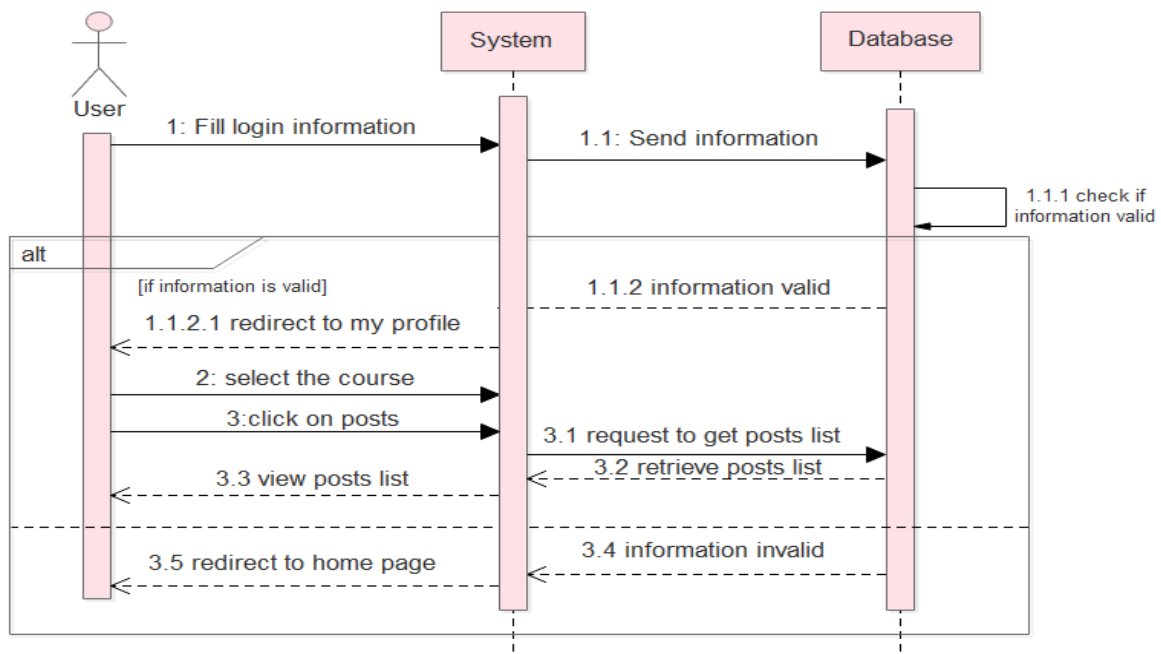 System
Database
User
1: Fill login information
1.1: Send information
1.1.1 check if
information valid
alt
[if information is valid]
1.1.2 information valid
1.1.2.1 redirect to my profile
2: select the course
3:click on posts
3.1 request to get posts list
3.2 retrieve posts list
3.3 view posts list
3.4 information invalid
3.5 redirect to home page